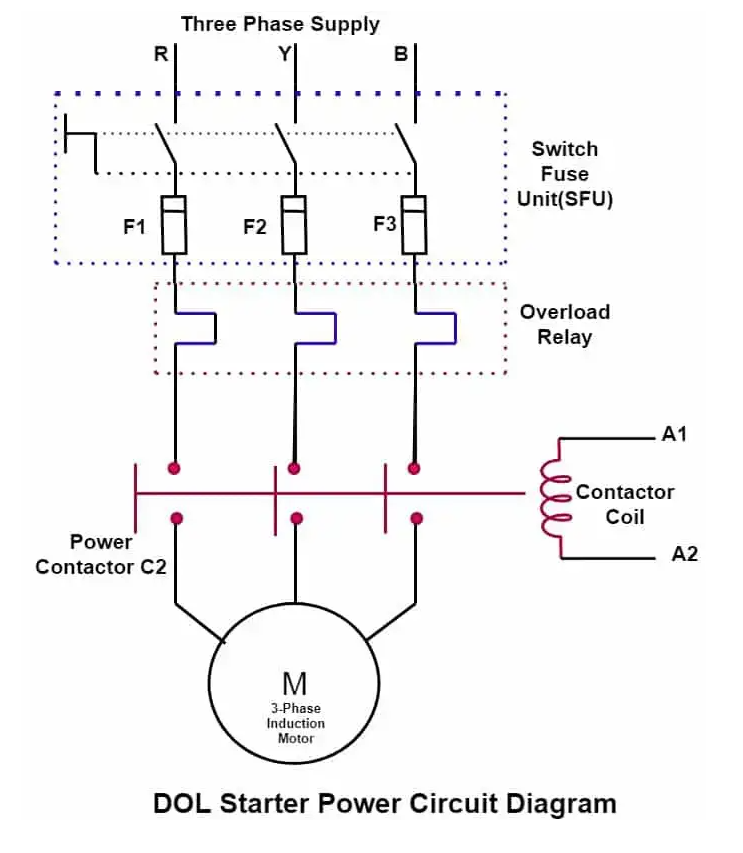 Three Phase Supply
R
Y
B
Switch
Fuse
Unit(SFU)
F1
F2
F3
Overload
Relay
A1
Contactor
Coil
A2
Power
Contactor C2
M
3-Phase
Induction
Motor
DOL Starter Power Circuit Diagram